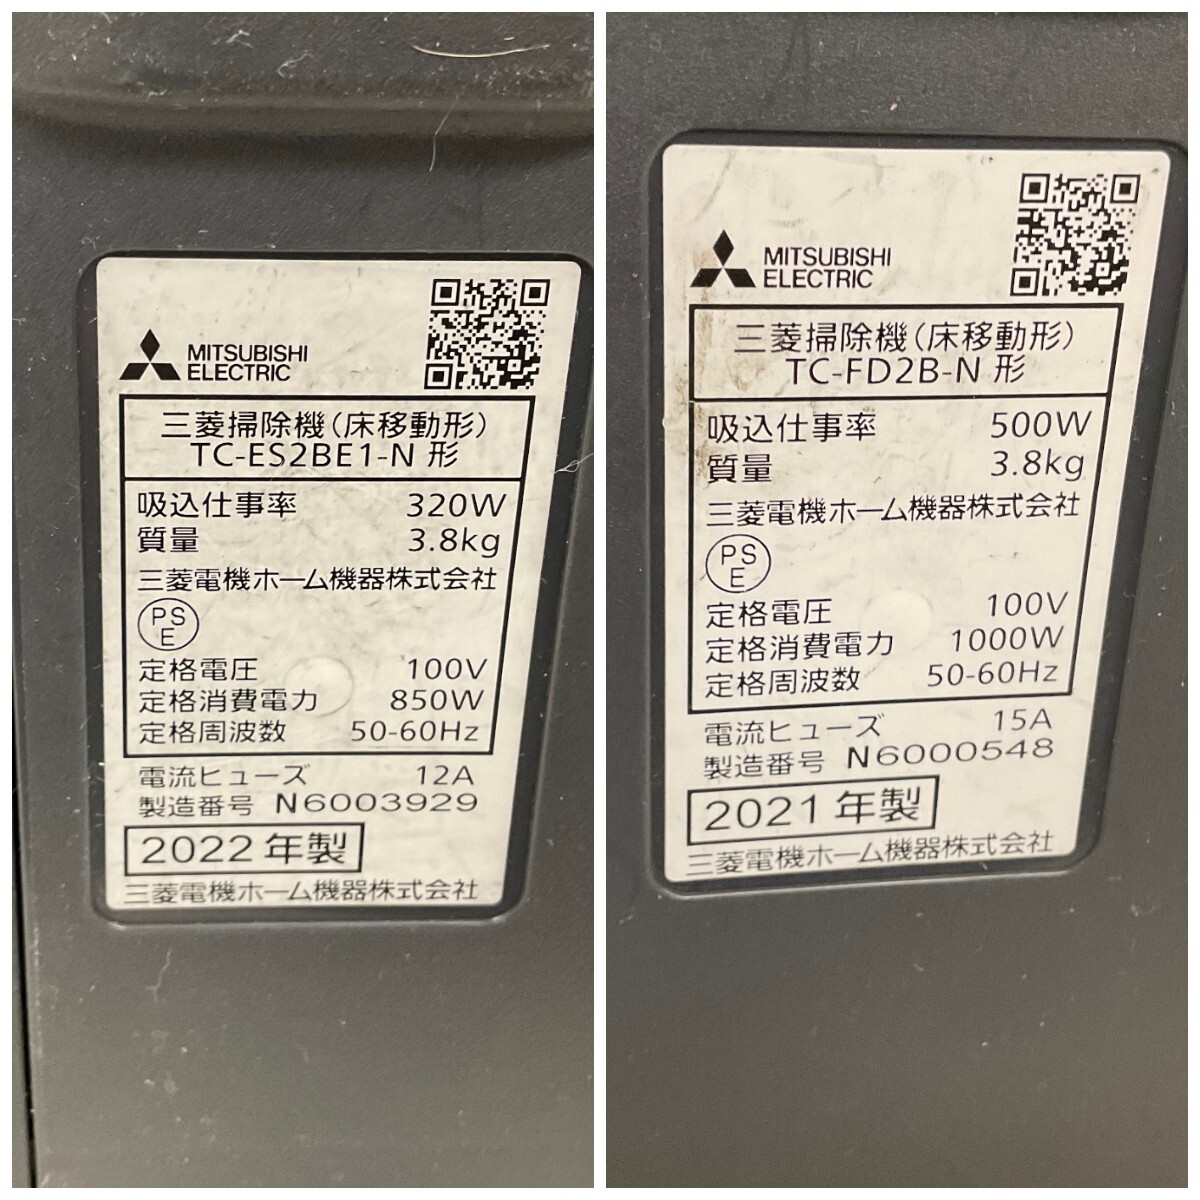 MITSUBISHI
ELECTRIC
三菱掃除機(床移動形)
TC-ES2BE1-N 形
吸込仕事率 320W
質量 3.8kg
三菱電機ホーム機器株式会社
PS
E
定格電圧 100V
定格消費電力 850W
定格周波数 50-60Hz
電流ヒューズ 12A
製造番号 N6003929
2022 年製
三菱電機ホーム機器株式会社
MITSUBISHI
ELECTRIC
三菱掃除機(床移動形)
TC-FD2B-N 形
吸込仕事率 500W
質量 3.8kg
三菱電機ホーム機器株式会社
PS
E
定格電圧 100V
定格消費電力 1000W
定格周波数 50-60Hz
電流ヒューズ 15A
製造番号 N6000548
2021 年製
三菱電機ホーム機器株式会社